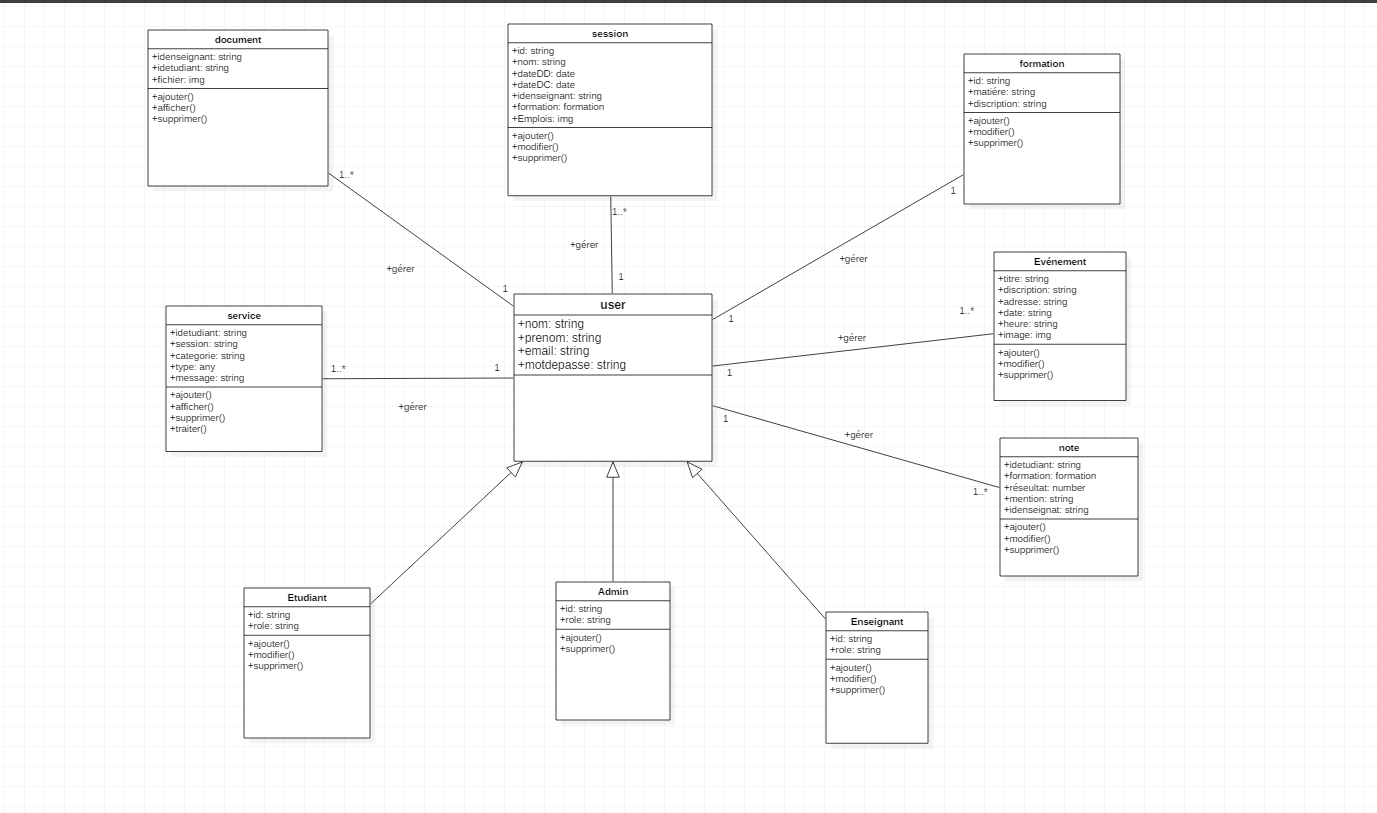 document
+idenseignant: string
+idetudiant: string
+fichier: img
+ajouter()
+afficher()
+supprimer()
session
+id: string
+nom: string
+dateDD: date
+dateDC: date
+idenseignant: string
+formation: formation
+Emplois: img
+ajouter()
+modifier()
+supprimer()
formation
+id: string
+matiére: string
+discription: string
+ajouter()
+modifier()
+supprimer()
1..*
1..*
1
+gérer
+gérer
+gérer
1
1
1
Evénement
+titre: string
+discription: string
+adresse: string
+date: string
+heure: string
+image: img
+ajouter()
+modifier()
+supprimer()
service
+idetudiant: string
+session: string
+categorie: string
+type: any
+message: string
+ajouter()
+afficher()
+supprimer()
+traiter()
user
+nom: string
+prenom: string
+email: string
+motdepasse: string
1..*
+gérer
1
1..*
1
+gérer
1
+gérer
1..*
note
+idetudiant: string
+formation: formation
+réseultat: number
+mention: string
+idenseignat: string
+ajouter()
+modifier()
+supprimer()
Etudiant
+id: string
+role: string
+ajouter()
+modifier()
+supprimer()
Admin
+id: string
+role: string
+ajouter()
+supprimer()
Enseignant
+id: string
+role: string
+ajouter()
+modifier()
+supprimer()